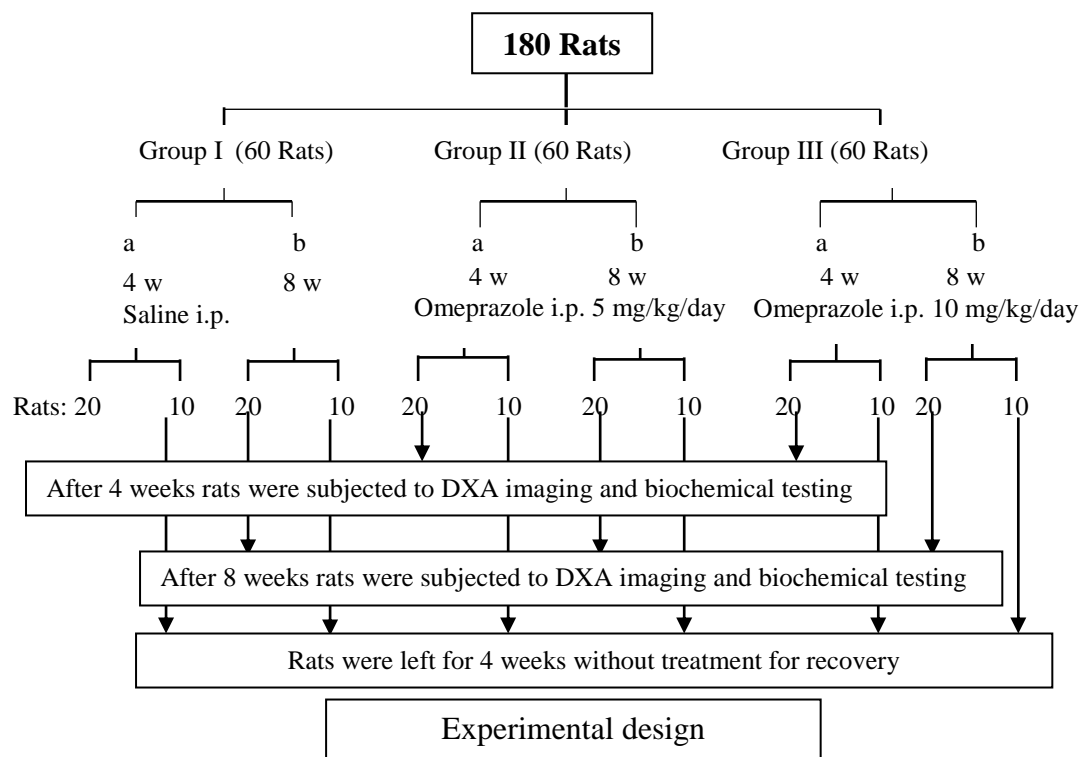 180 Rats
Group I (60 Rats) Group II (60 Rats) Group III (60 Rats)
a b a b a b
4 w 8 w 4 w 8 w 4 w 8 w
Saline i.p. Omeprazole i.p. 5 mg/kg/day Omeprazole i.p. 10 mg/kg/day
Rats: 20 10 20 10 20 10 20 10 20 10 20 10
After 4 weeks rats were subjected to DXA imaging and biochemical testing
After 8 weeks rats were subjected to DXA imaging and biochemical testing
Rats were left for 4 weeks without treatment for recovery
Experimental design